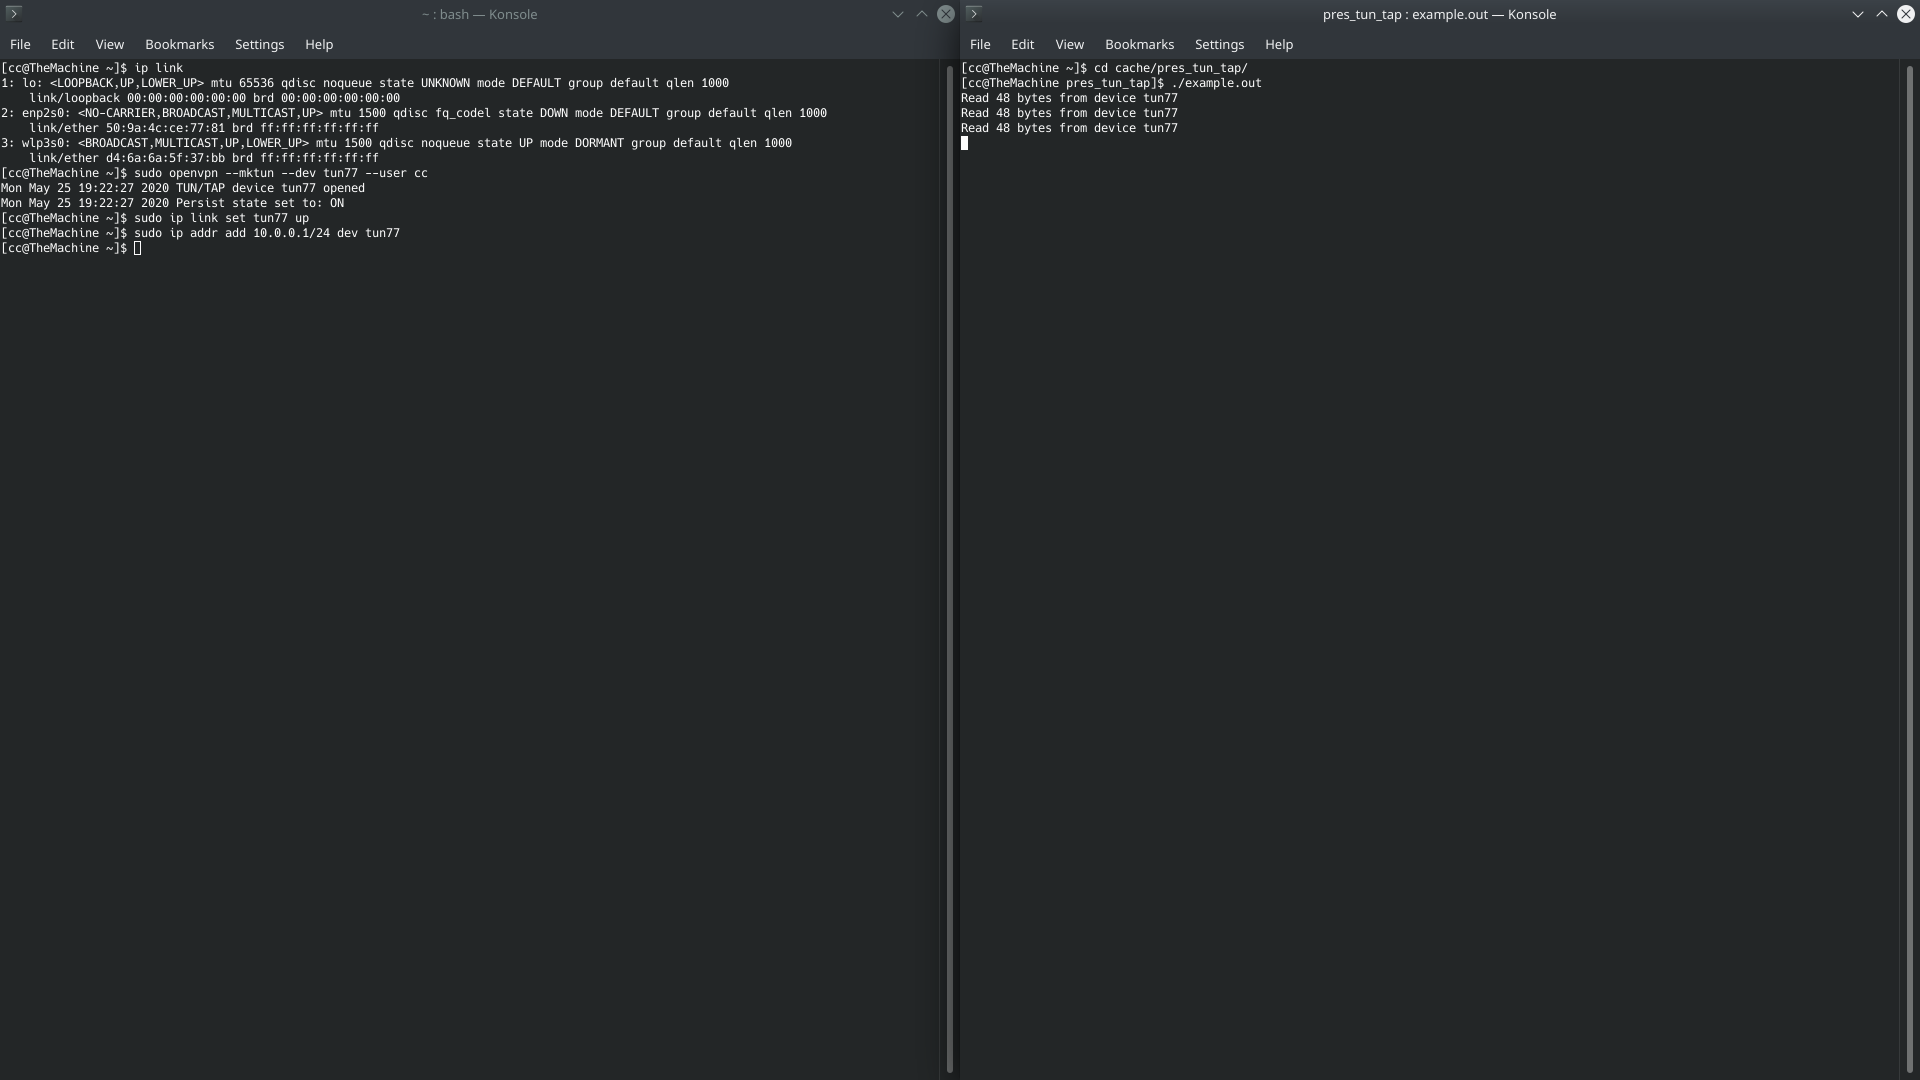 ~ : bash — Konsole
File Edit View Bookmarks Settings Help
[cc@TheMachine ~]$ ip link
1: lo: <LOOPBACK,UP,LOWER_UP> mtu 65536 qdisc noqueue state UNKNOWN mode DEFAULT group default qlen 1000
    link/loopback 00:00:00:00:00:00 brd 00:00:00:00:00:00
2: enp2s0: <NO-CARRIER,BROADCAST,MULTICAST,UP> mtu 1500 qdisc fq_codel state DOWN mode DEFAULT group default qlen 1000
    link/ether 50:9a:4c:ce:77:81 brd ff:ff:ff:ff:ff:ff
3: wlp3s0: <BROADCAST,MULTICAST,UP,LOWER_UP> mtu 1500 qdisc noqueue state UP mode DORMANT group default qlen 1000
    link/ether d4:6a:6a:5f:37:bb brd ff:ff:ff:ff:ff:ff
[cc@TheMachine ~]$ sudo openvpn --mktun --dev tun77 --user cc
Mon May 25 19:22:27 2020 TUN/TAP device tun77 opened
Mon May 25 19:22:27 2020 Persist state set to: ON
[cc@TheMachine ~]$ sudo ip link set tun77 up
[cc@TheMachine ~]$ sudo ip addr add 10.0.0.1/24 dev tun77
[cc@TheMachine ~]$
pres_tun_tap : example.out — Konsole
File Edit View Bookmarks Settings Help
[cc@TheMachine ~]$ cd cache/pres_tun_tap/
[cc@TheMachine pres_tun_tap]$ ./example.out
Read 48 bytes from device tun77
Read 48 bytes from device tun77
Read 48 bytes from device tun77